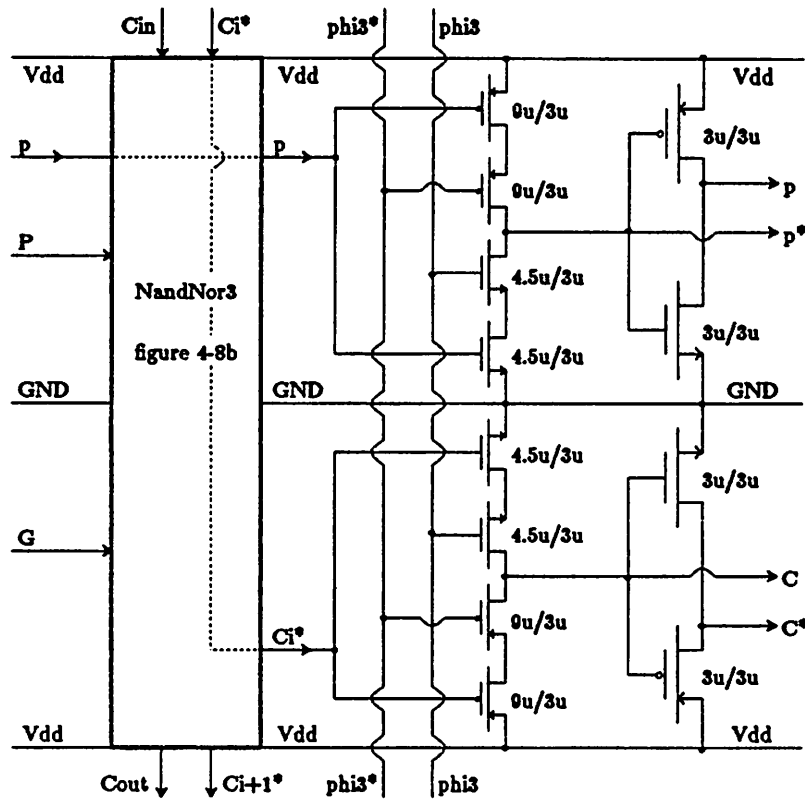 Cin Ci* phi3* phi3
Vdd Vdd Vdd
9u/3u
p p 3u/3u
9u/3u p
P p*
4.5u/3u
NandNor3
figure 4-8b 4.5u/3u 3u/3u
GND GND GND
4.5u/3u
3u/3u
G 4.5u/3u
C
9u/3u
Ci* C*
9u/3u 3u/3u
Vdd Vdd Vdd
Cout Ci+1* phi3* phi3